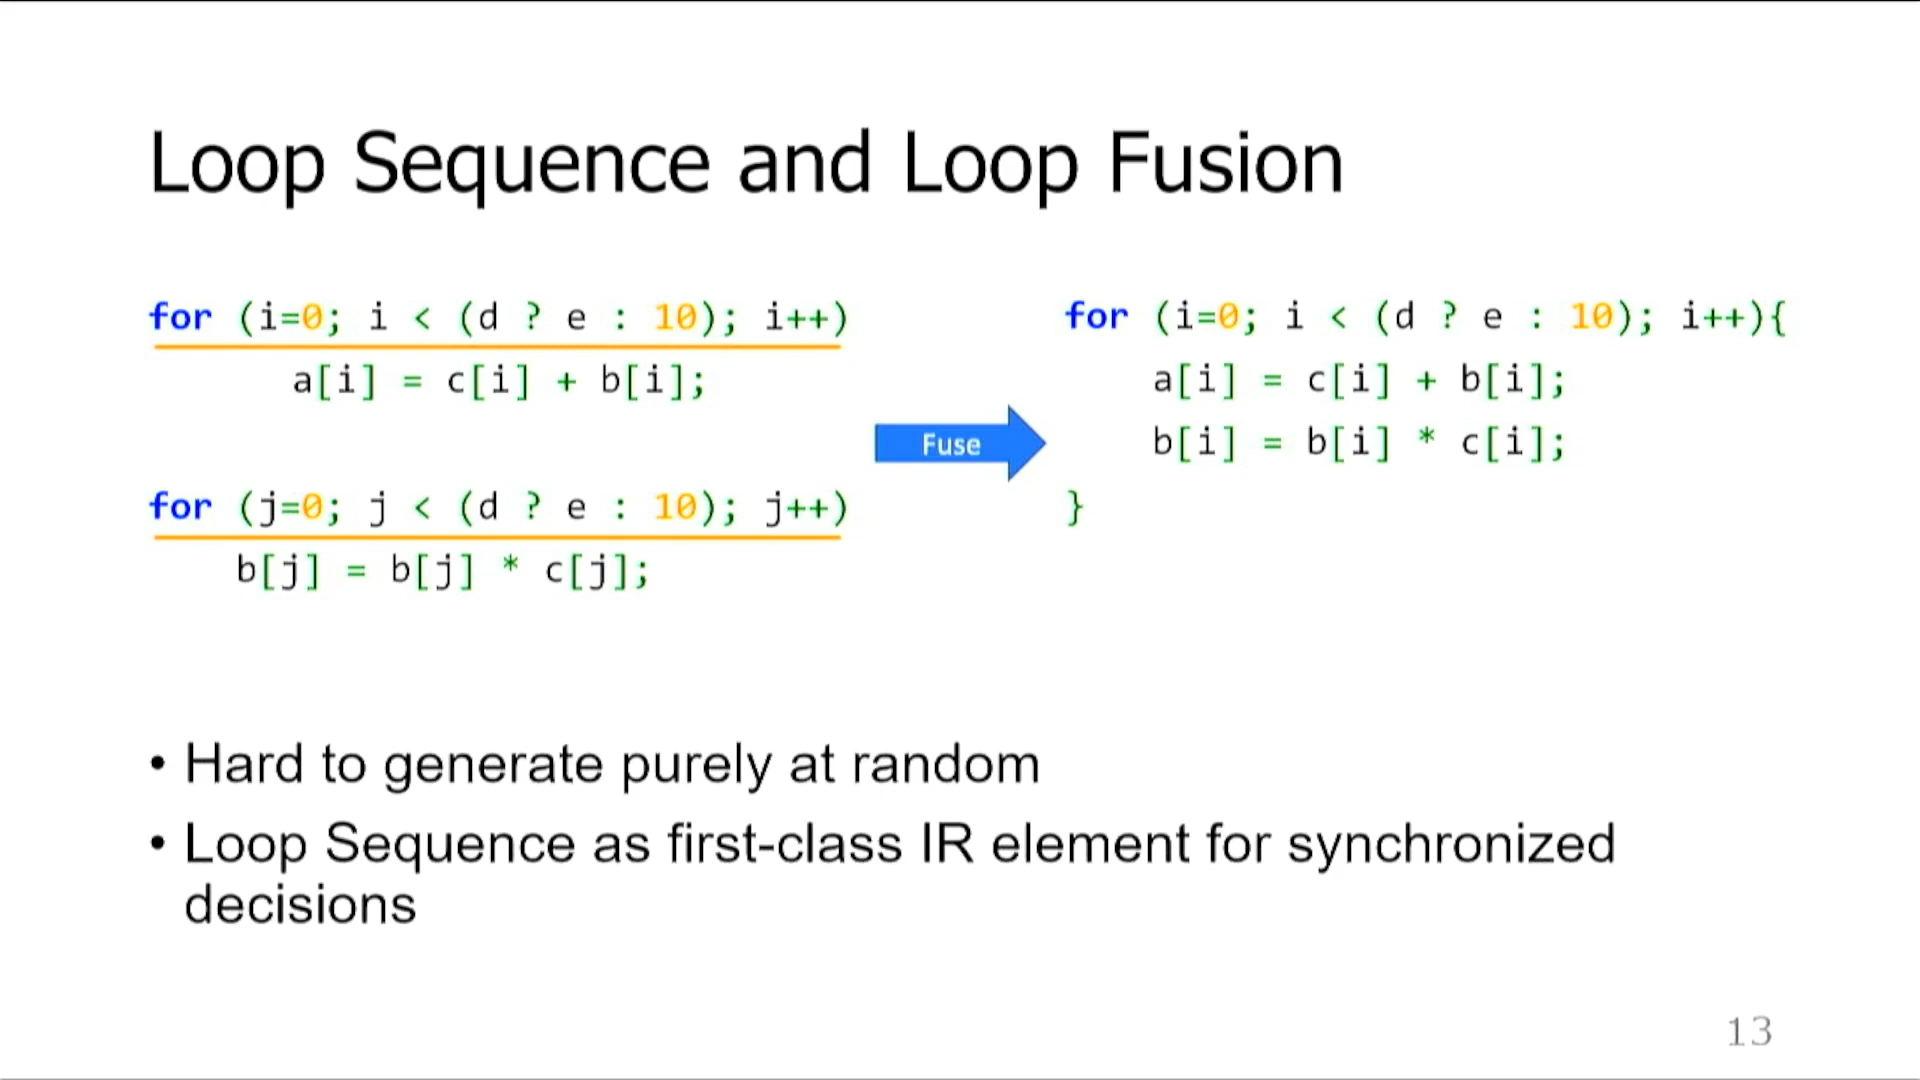 Loop Sequence and Loop Fusion
for (i=0; i < (d ? e : 10); i++)
a[i] = c[i] + b[i];
for (j=0; j < (d ? e : 10); j++)
b[j] = b[j] * c[j];
Fuse
for (i=0; i < (d ? e : 10); i++){
a[i] = c[i] + b[i];
b[i] = b[i] * c[i];
}
• Hard to generate purely at random
• Loop Sequence as first-class IR element for synchronized
decisions
13